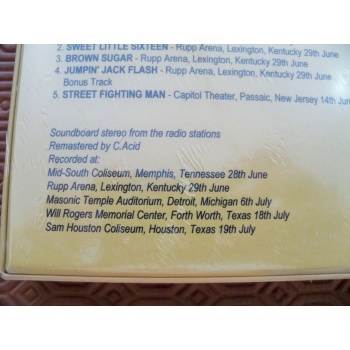 2. SWEET LITTLE SIXTEEN - Rupp Arena, Lexington, Kentucky 29th June
3. BROWN SUGAR - Rupp Arena, Lexington, Kentucky 29th June
4. JUMPIN' JACK FLASH - Rupp Arena, Lexington, Kentucky 29th June
Bonus Track
5. STREET FIGHTING MAN - Capitol Theater, Passaic, New Jersey 14th June
Soundboard stereo from the radio stations
Remastered by C.Acid
Recorded at:
Mid-South Coliseum, Memphis, Tennessee 28th June
Rupp Arena, Lexington, Kentucky 29th June
Masonic Temple Auditorium, Detroit, Michigan 6th July
Will Rogers Memorial Center, Forth Worth, Texas 18th July
Sam Houston Coliseum, Houston, Texas 19th July